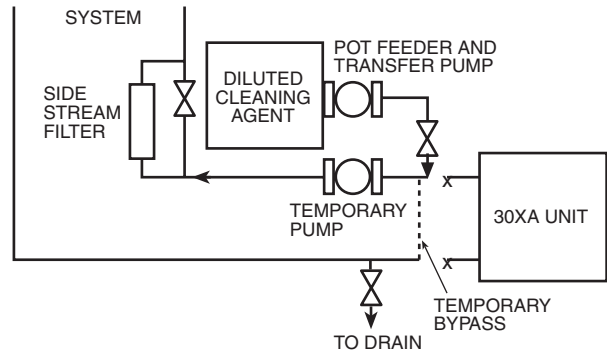 SYSTEM
POT FEEDER AND
TRANSFER PUMP
DILUTED
CLEANING
AGENT
SIDE
STREAM
FILTER
X
TEMPORARY
PUMP
30XA UNIT
X
TEMPORARY
BYPASS
TO DRAIN